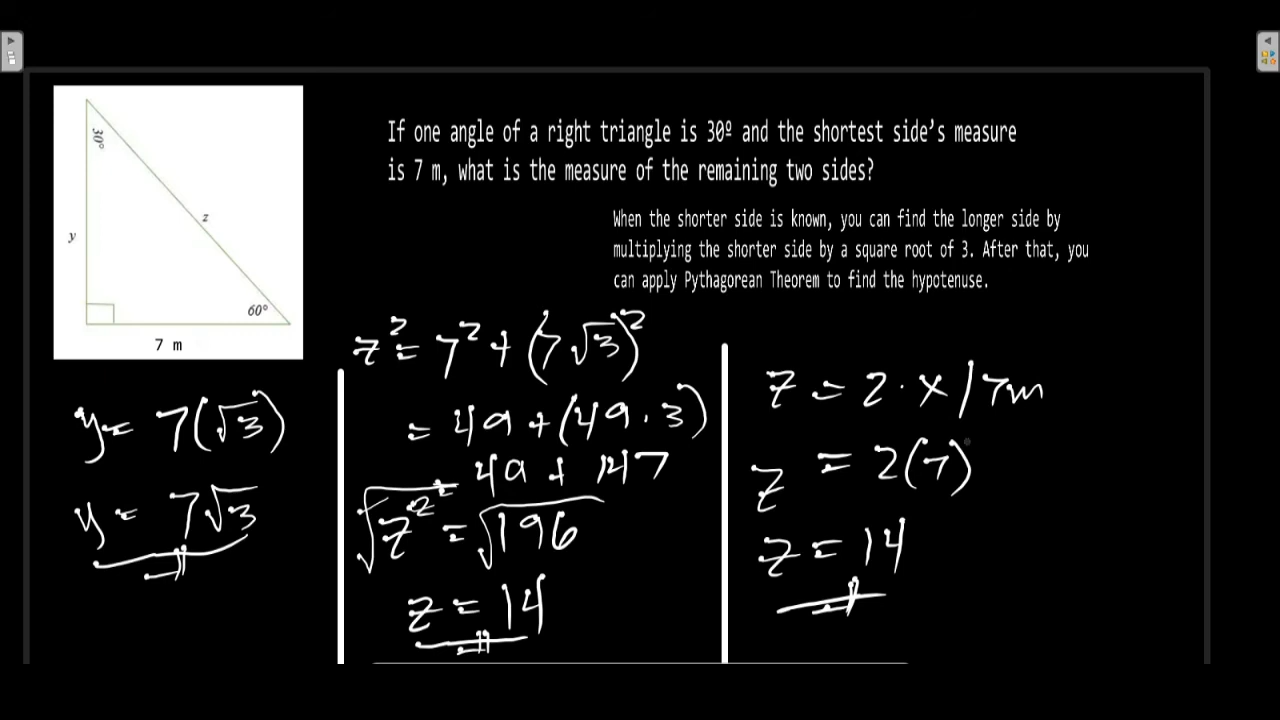 If one angle of a right triangle is 30º and the shortest side’s measure
is 7 m, what is the measure of the remaining two sides?
When the shorter side is known, you can find the longer side by
multiplying the shorter side by a square root of 3. After that, you
can apply Pythagorean Theorem to find the hypotenuse.
30°
y
z
60°
7 m
y = 7(√3)
y = 7√3
z² = 7² + (7√3)²
= 49 + (49 · 3)
= 49 + 147
√z² = √196
z = 14
z = 2 · x / 7m
z = 2(7)
z = 14